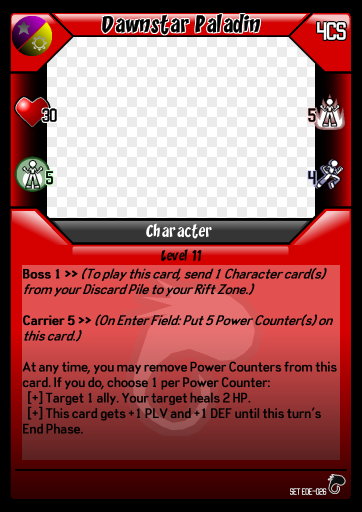 Dawnstar Paladin
4CS
30
5
5
4
Character
Level 11
Boss 1 >> (To play this card, send 1 Character card(s)
from your Discard Pile to your Rift Zone.)
Carrier 5 >> (On Enter Field: Put 5 Power Counter(s) on
this card.)
At any time, you may remove Power Counters from this
card. If you do, choose 1 per Power Counter:
[+] Target 1 ally. Your target heals 2 HP.
[+] This card gets +1 PLV and +1 DEF until this turn's
End Phase.
SET EDE-026